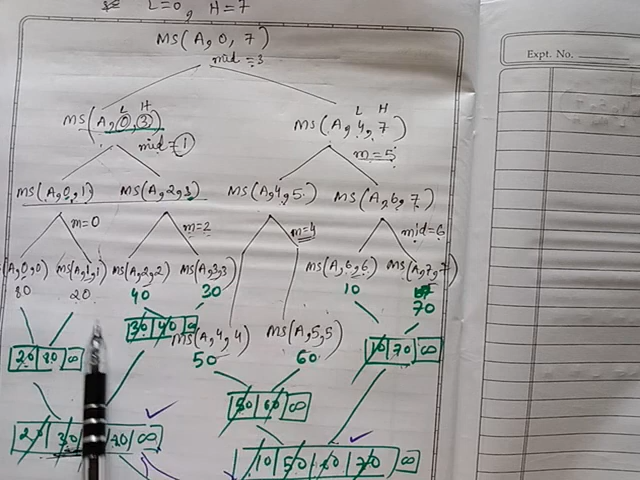 L=0, H=7
MS(A,0,7)
mid=3
Expt. No.
L H
MS(A,0,3)
mid=1
L H
MS(A,4,7)
m=5
MS(A,0,1) MS(A,2,3) MS(A,4,5) MS(A,6,7)
m=0 m=2 m=4 mid=6
(A,0,0) MS(A,1,1) MS(A,2,2) MS(A,3,3) MS(A,6,6) MS(A,7,7)
80 20 40 30 10 70
30 40 ∞ MS(A,4,4) MS(A,5,5)
50 60
20 80 ∞ 10 70 ∞
50 60 ∞
20 30 ∞
10 50 60 70 ∞